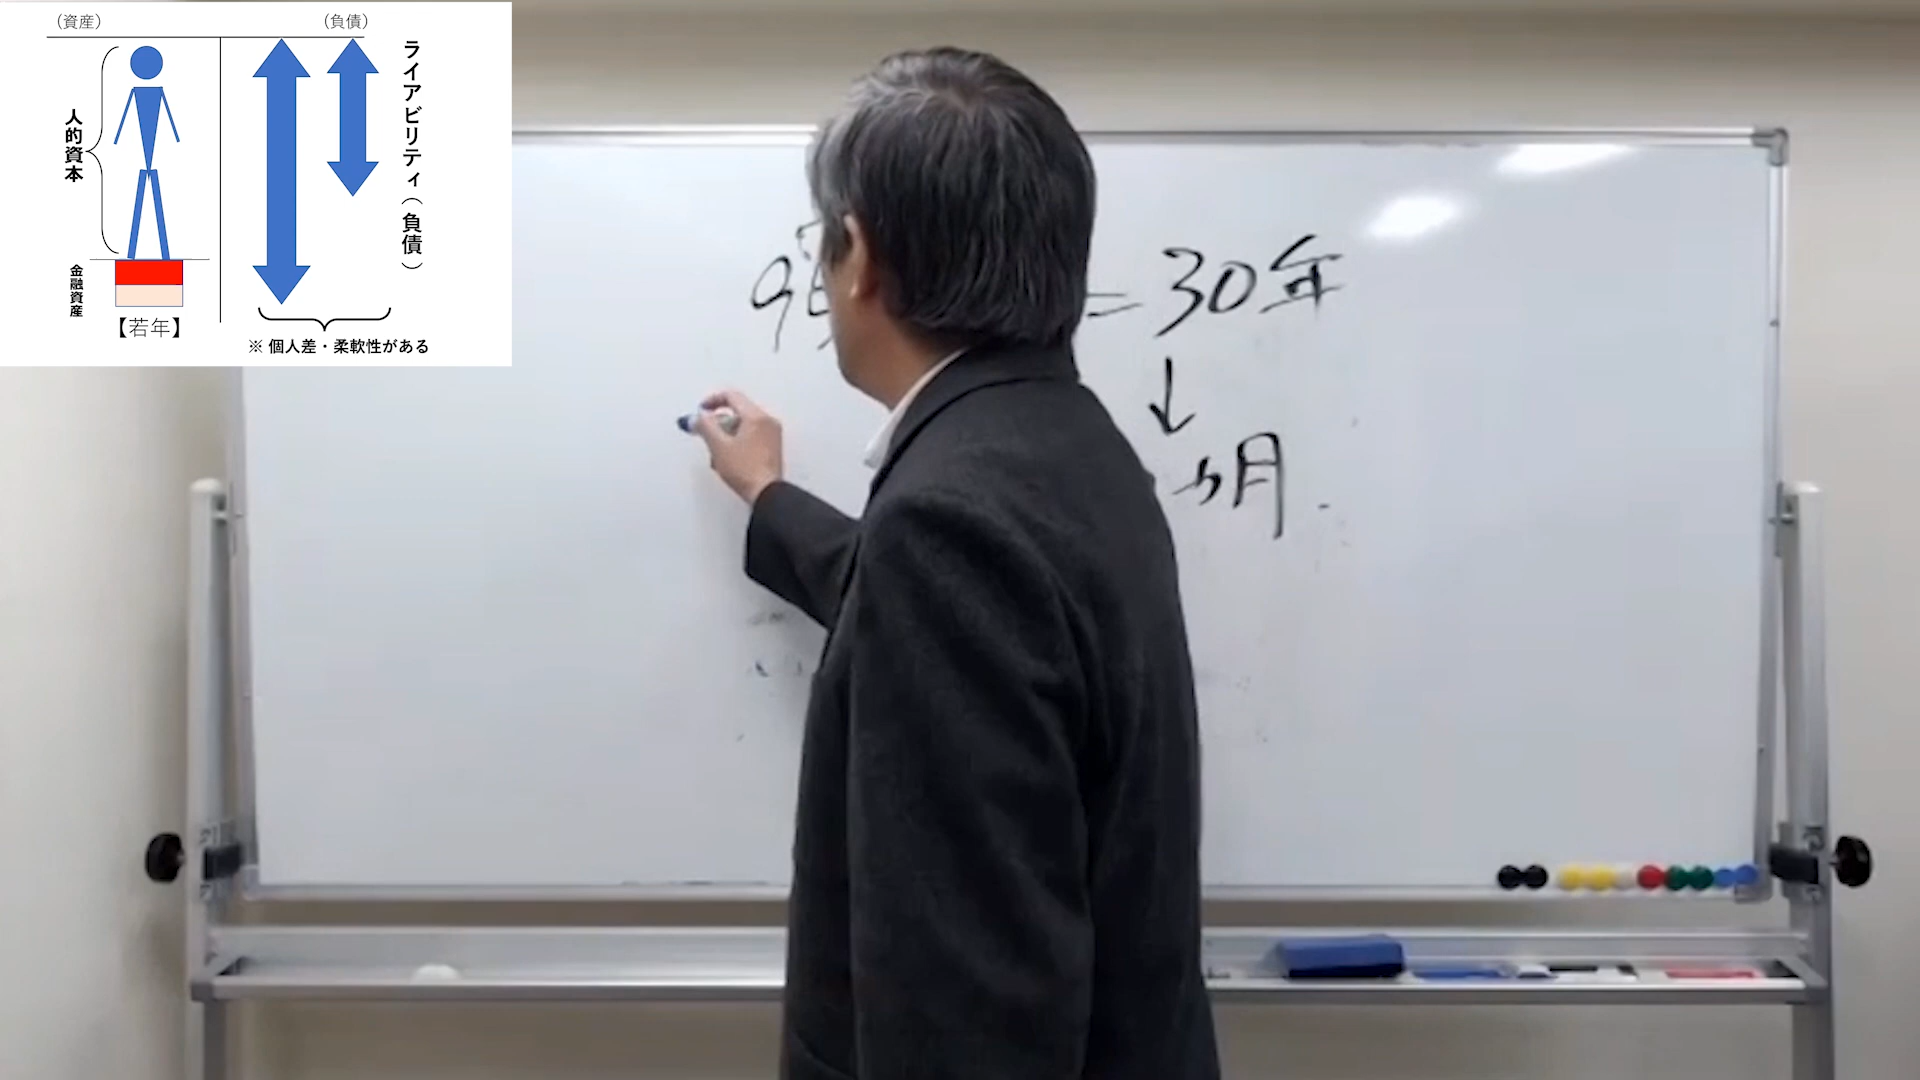 （資産）
（負債）
人的資本
ライアビリティ（負債）
金融資産
【若年】
※ 個人差・柔軟性がある
= 30年
↓
ヵ月